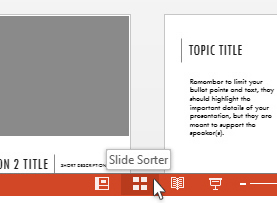 TOPIC TITLE
Remember to limit your
bullet points and text, they
should highlight the
important details of your
presentation, but they are
meant to support the
speaker(s).
ON 2 TITLE
SHORT DESCRIPTION
Slide Sorter